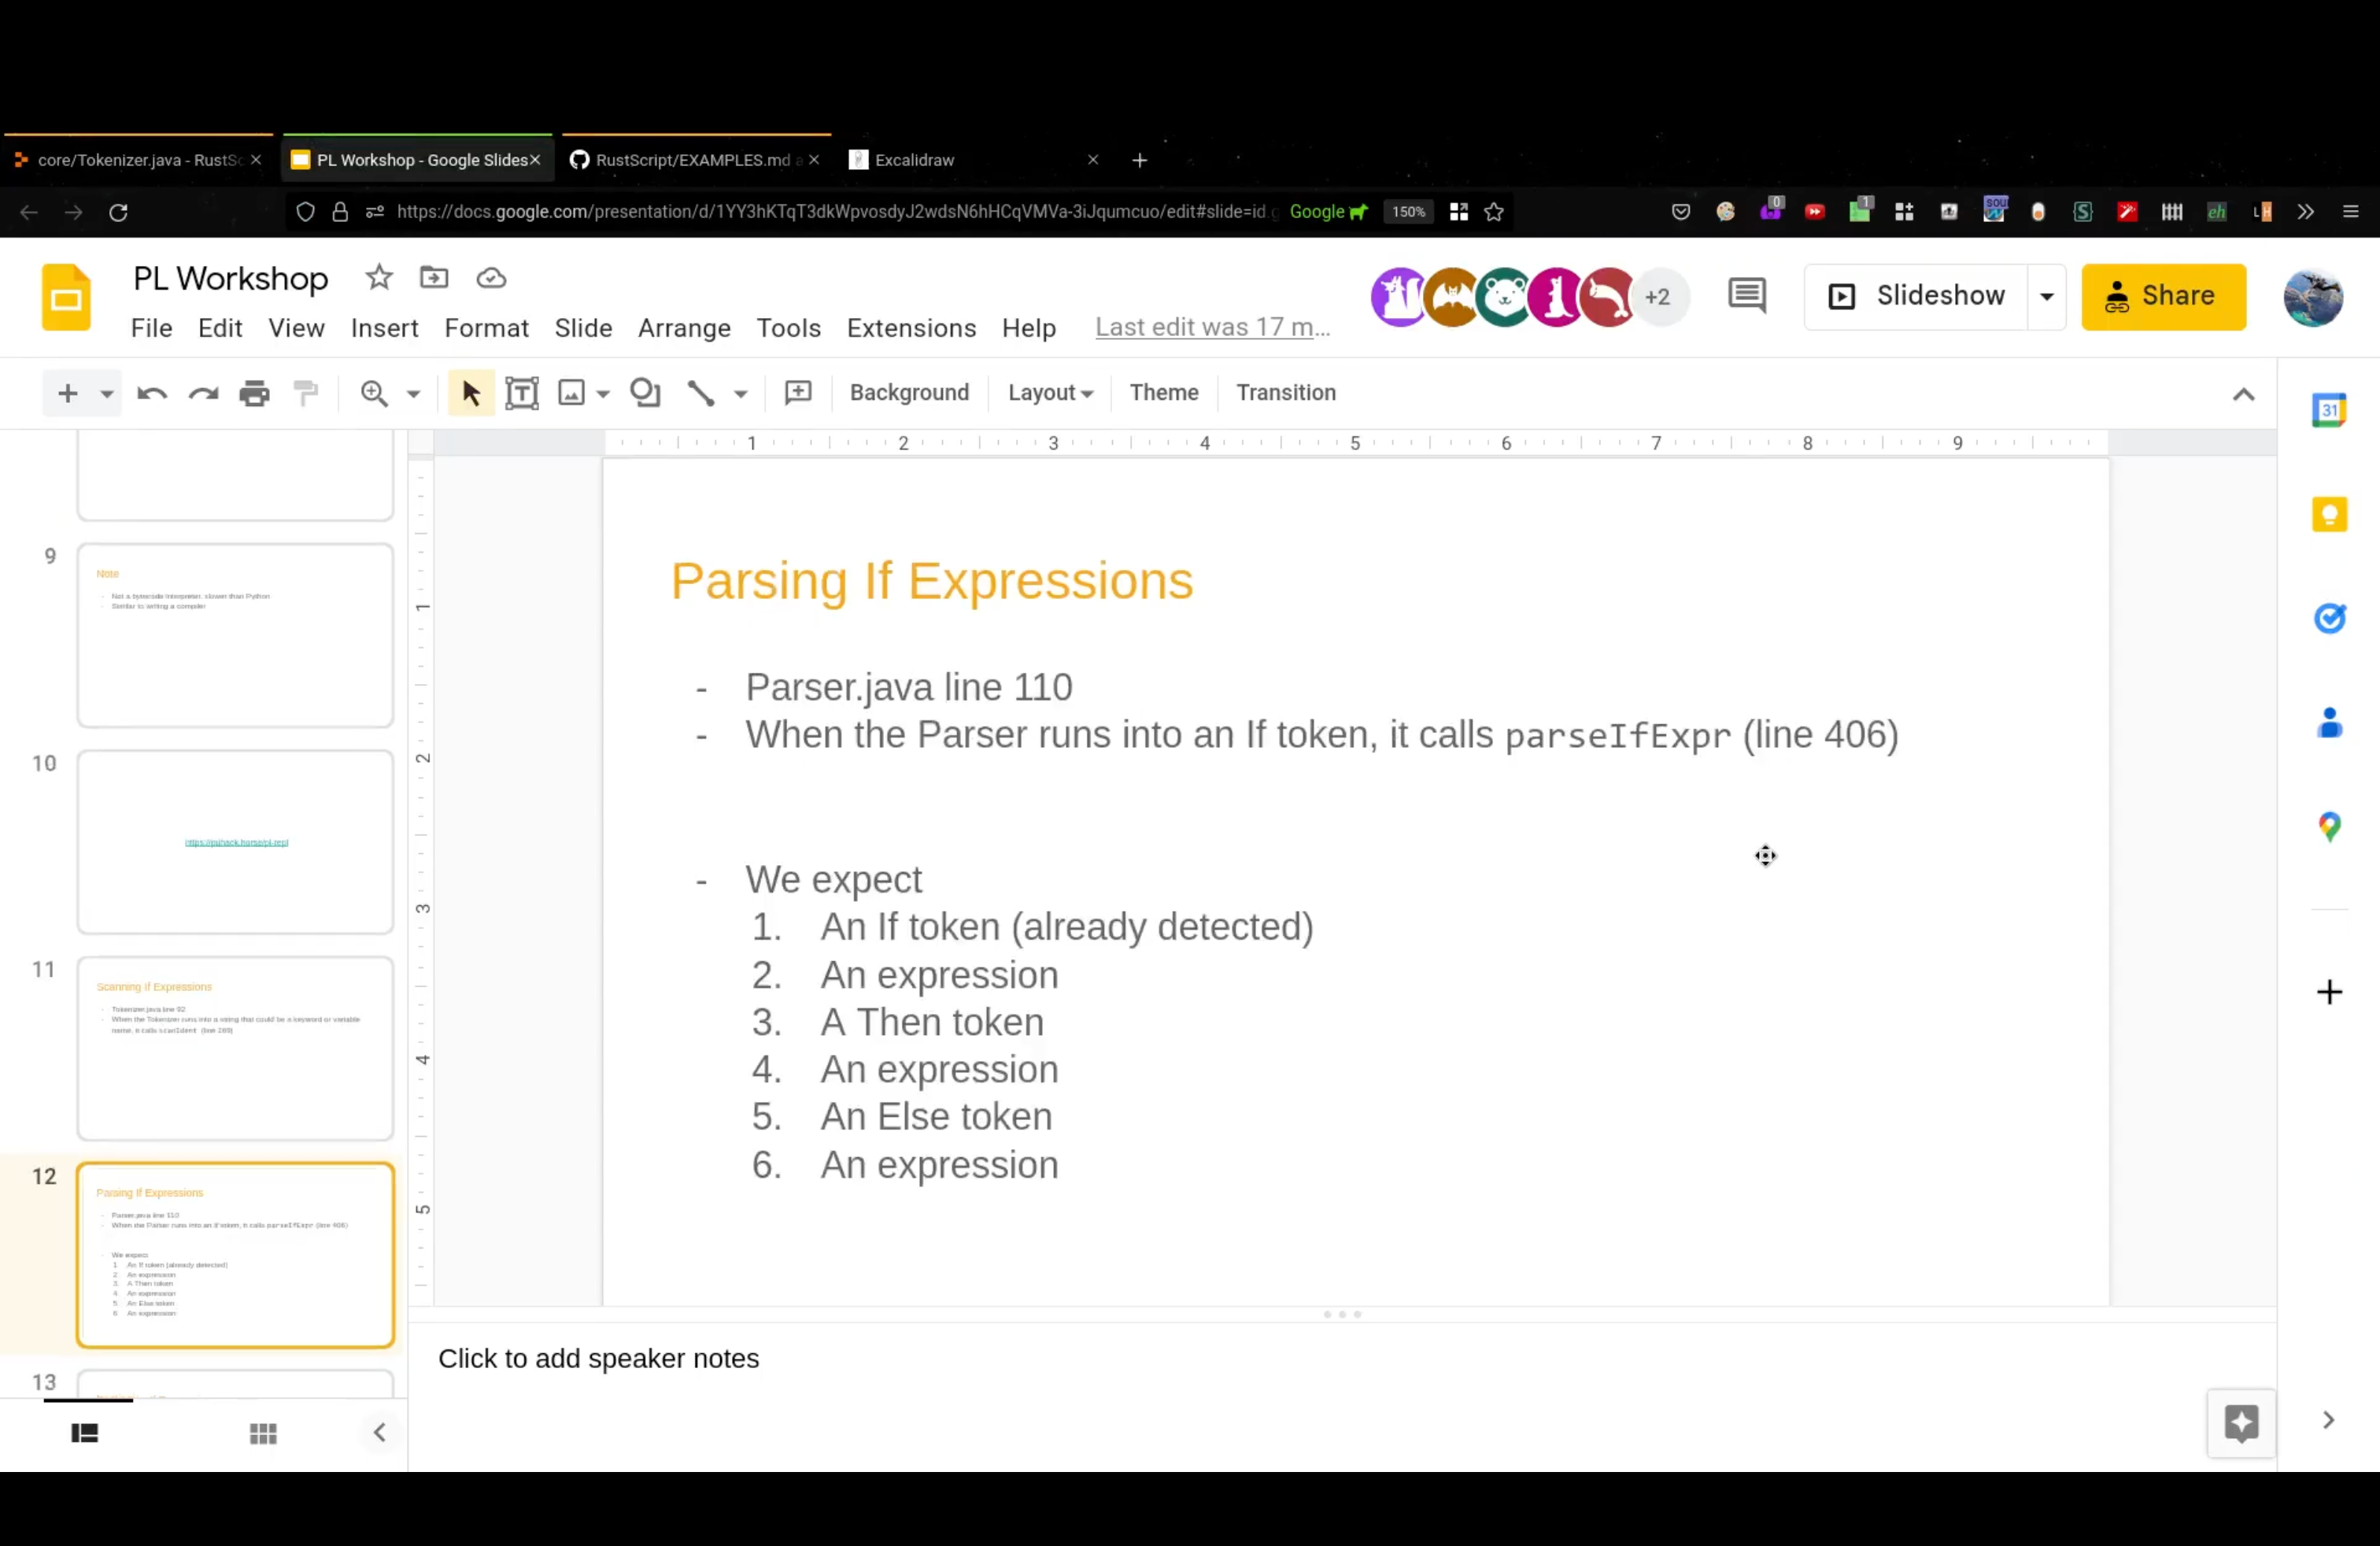 core/Tokenizer.java - RustSc
PL Workshop - Google Slides
RustScript/EXAMPLES.md a
Excalidraw
https://docs.google.com/presentation/d/1YY3hKTqT3dkWpvosdyJ2wdsN6hHCqVMVa-3iJqumcuo/edit#slide=id.g
Google
150%
0
1
PL Workshop
+2
Slideshow
Share
File Edit View Insert Format Slide Arrange Tools Extensions Help Last edit was 17 m...
Background Layout Theme Transition
31
1 2 3 4 5 6 7 8 9
9
Note
- Not a bytecode interpreter, slower than Python
- Similar to writing a compiler
10
11
Scanning If Expressions
- Tokenizer.java line 92
- When the Tokenizer runs into a string that could be a keyword or variable
name, it calls scanIdent (line 269)
12
Parsing If Expressions
- Parser.java line 110
- When the Parser runs into an If token, it calls parseIfExpr (line 406)
- We expect
1. An If token (already detected)
2. An expression
3. A Then token
4. An expression
5. An Else token
6. An expression
13
1
2
3
4
5
Parsing If Expressions
- Parser.java line 110
- When the Parser runs into an If token, it calls parseIfExpr (line 406)
- We expect
1. An If token (already detected)
2. An expression
3. A Then token
4. An expression
5. An Else token
6. An expression
Click to add speaker notes